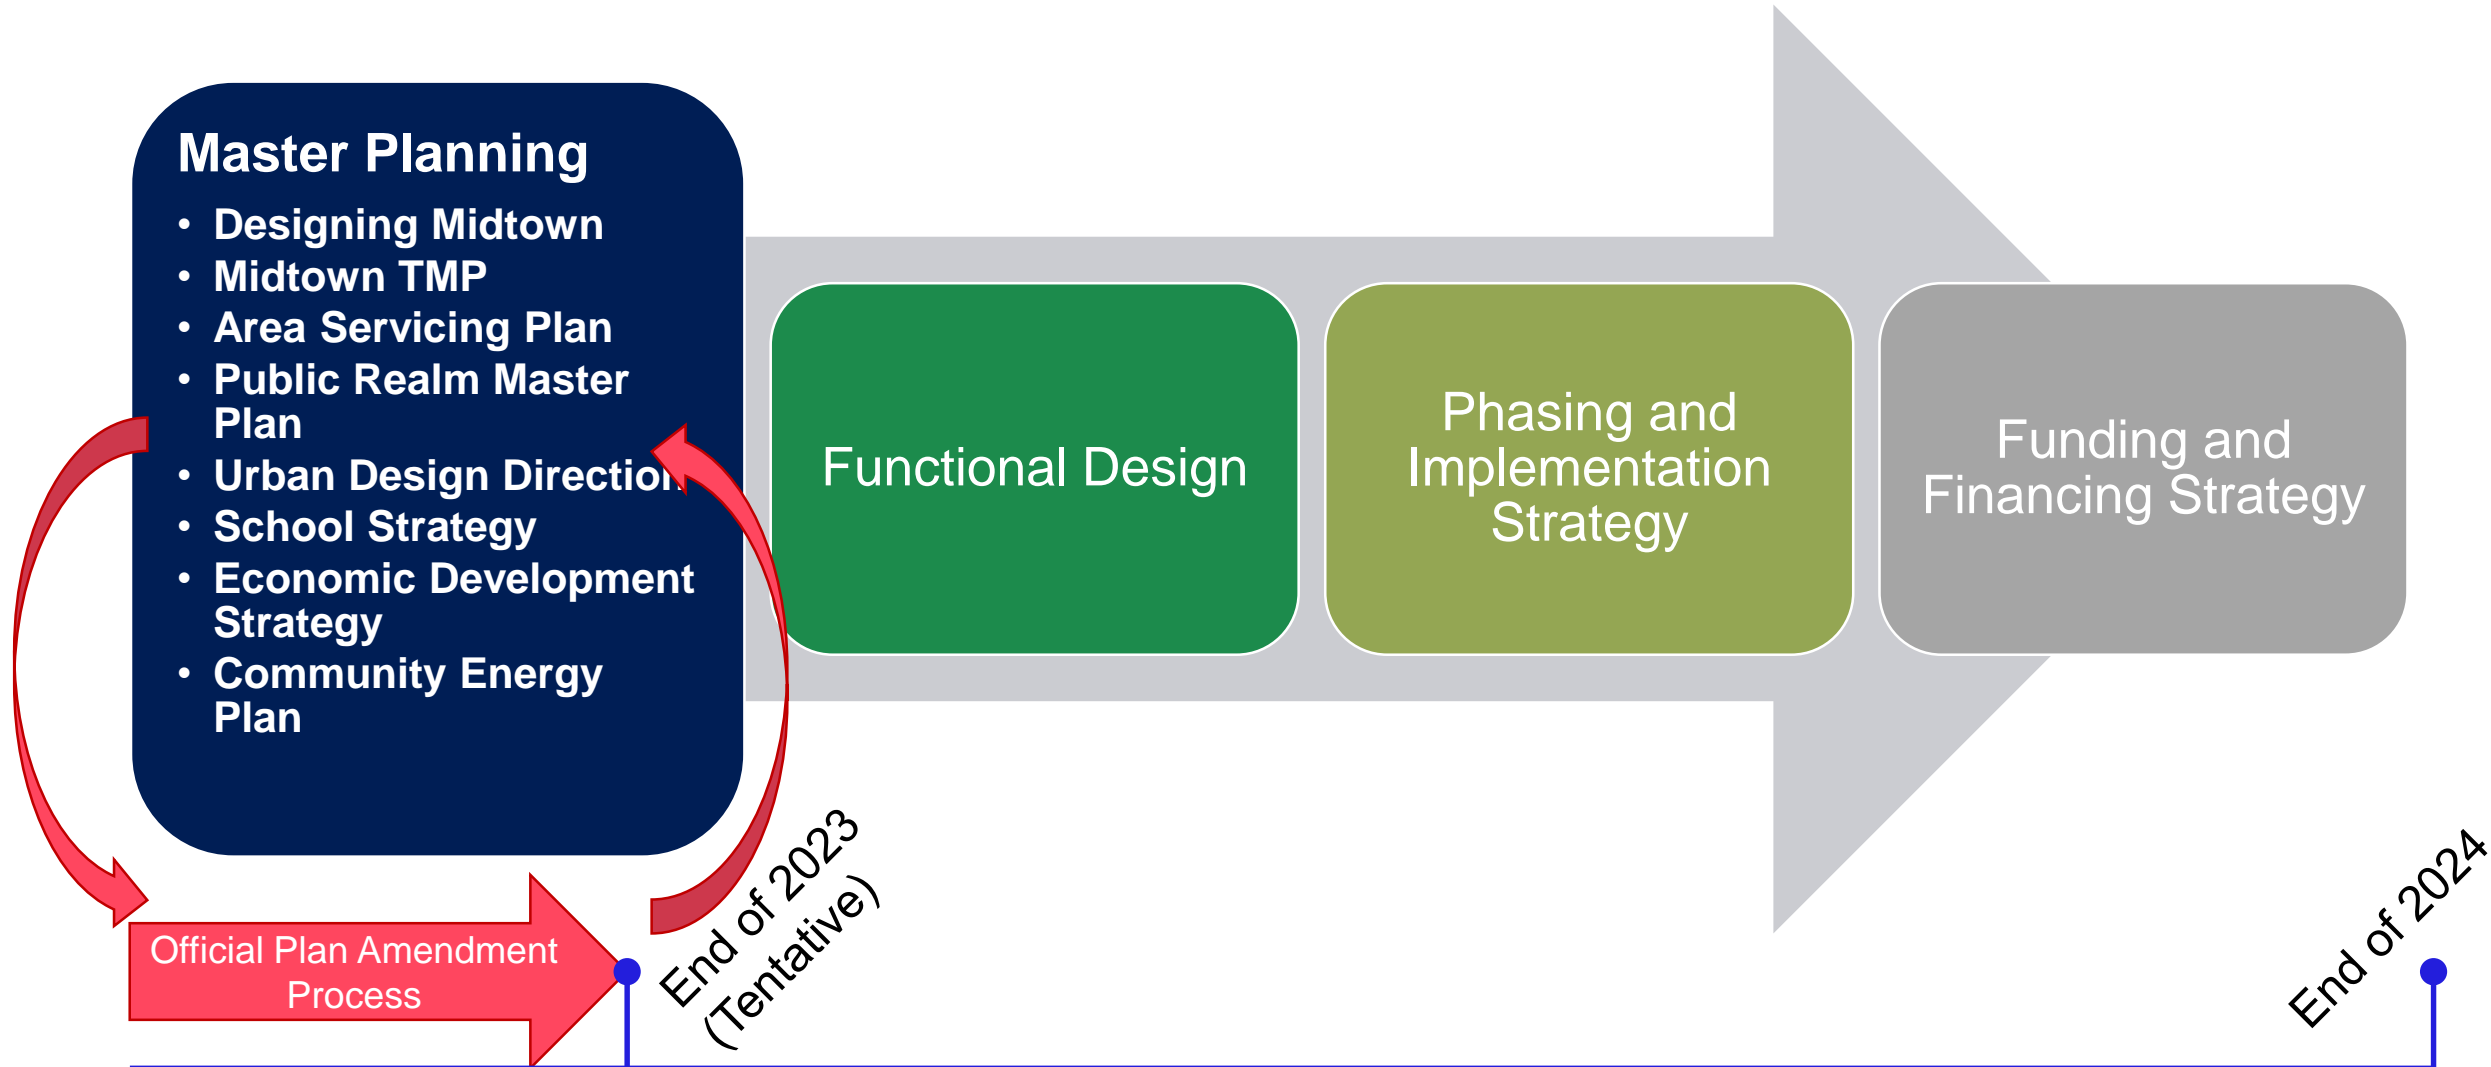 Master Planning
• Designing Midtown
• Midtown TMP
• Area Servicing Plan
• Public Realm Master
Plan
• Urban Design Direction
• School Strategy
• Economic Development
Strategy
• Community Energy
Plan
Functional Design
Phasing and
Implementation
Strategy
Funding and
Financing Strategy
Official Plan Amendment
Process
End of 2023
(Tentative)
End of 2024